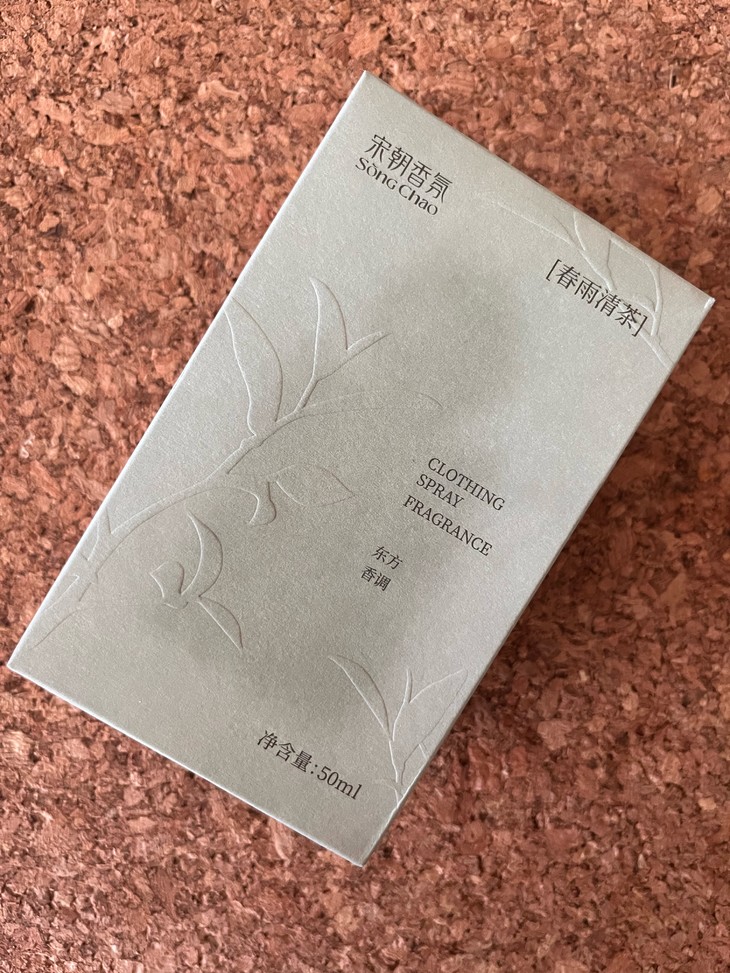 宋朝香氛
Sòng Chao
[春雨清茶]
CLOTHING
SPRAY
FRAGRANCE
东方
香调
净含量:50ml